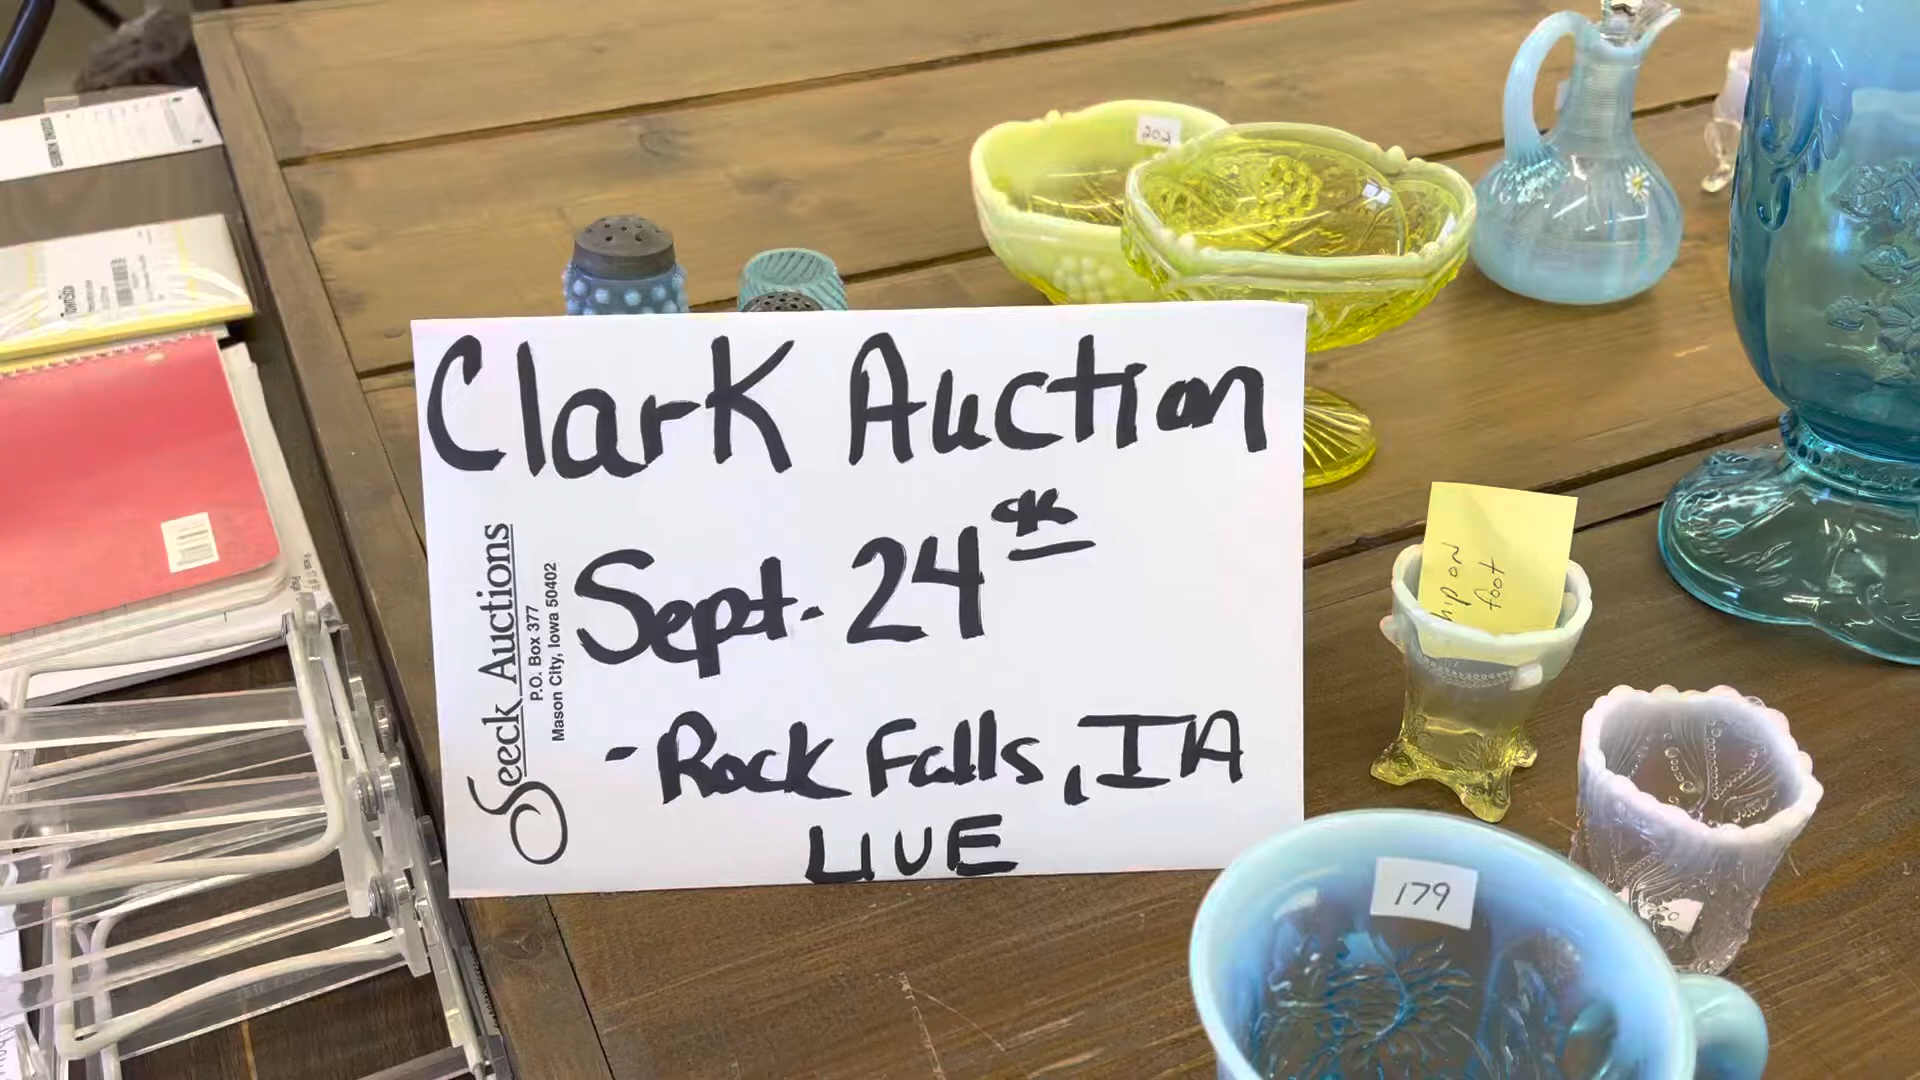 Clark Auction
Sept. 24th
- Rock Falls, IA
LIVE
Seeck Auctions
P.O. Box 377
Mason City, Iowa 50402
202
hip on
foot
179